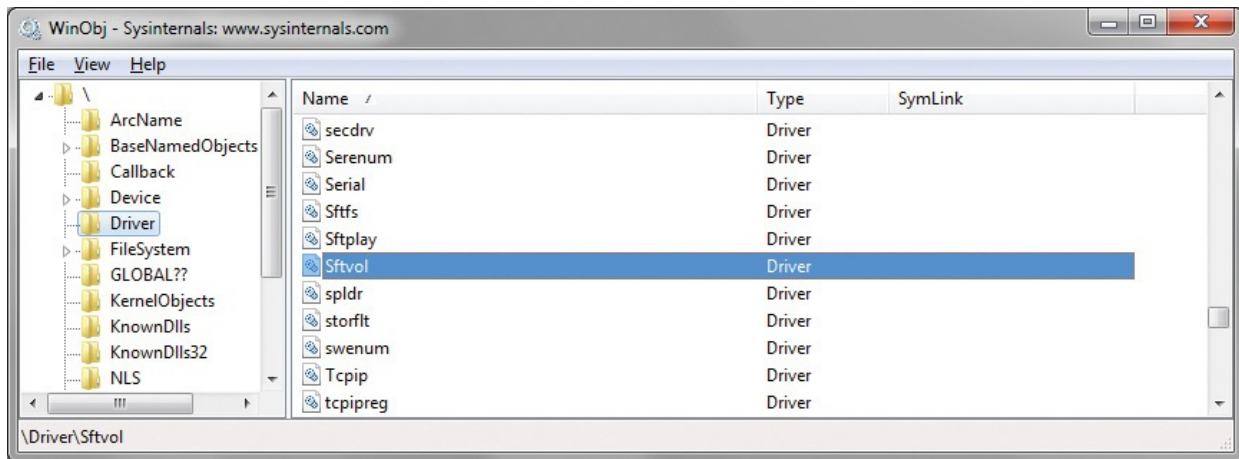 WinObj - Sysinternals: www.sysinternals.com
File View Help
\
ArcName
BaseNamedObjects
Callback
Device
Driver
FileSystem
GLOBAL??
KernelObjects
KnownDlls
KnownDlls32
NLS
Name / Type SymLink
secdrv Driver
Serenum Driver
Serial Driver
Sftfs Driver
Sftplay Driver
Sftvol Driver
spldr Driver
storflt Driver
swenum Driver
Tcpip Driver
tcpipreg Driver
\Driver\Sftvol